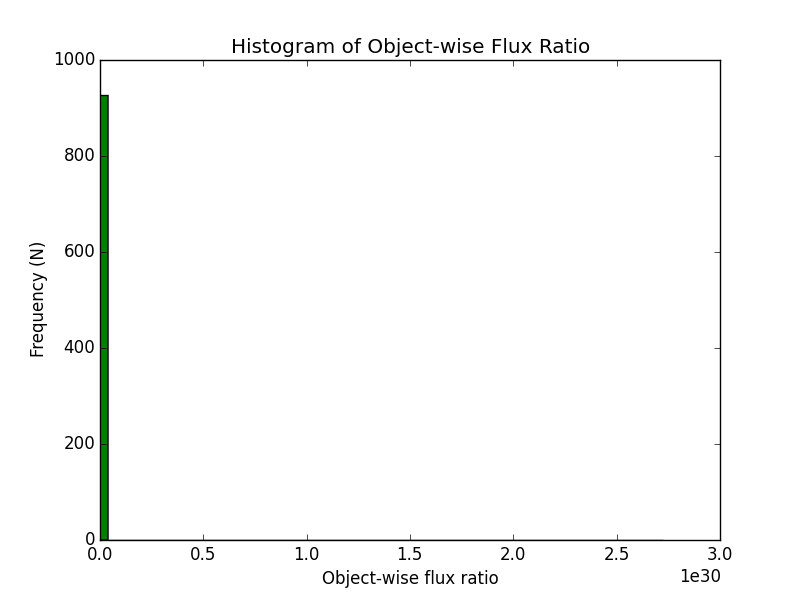 Histogram of Object-wise Flux Ratio
1000
800
600
400
200
0
Frequency (N)
0.0 0.5 1.0 1.5 2.0 2.5 3.0
1e30
Object-wise flux ratio